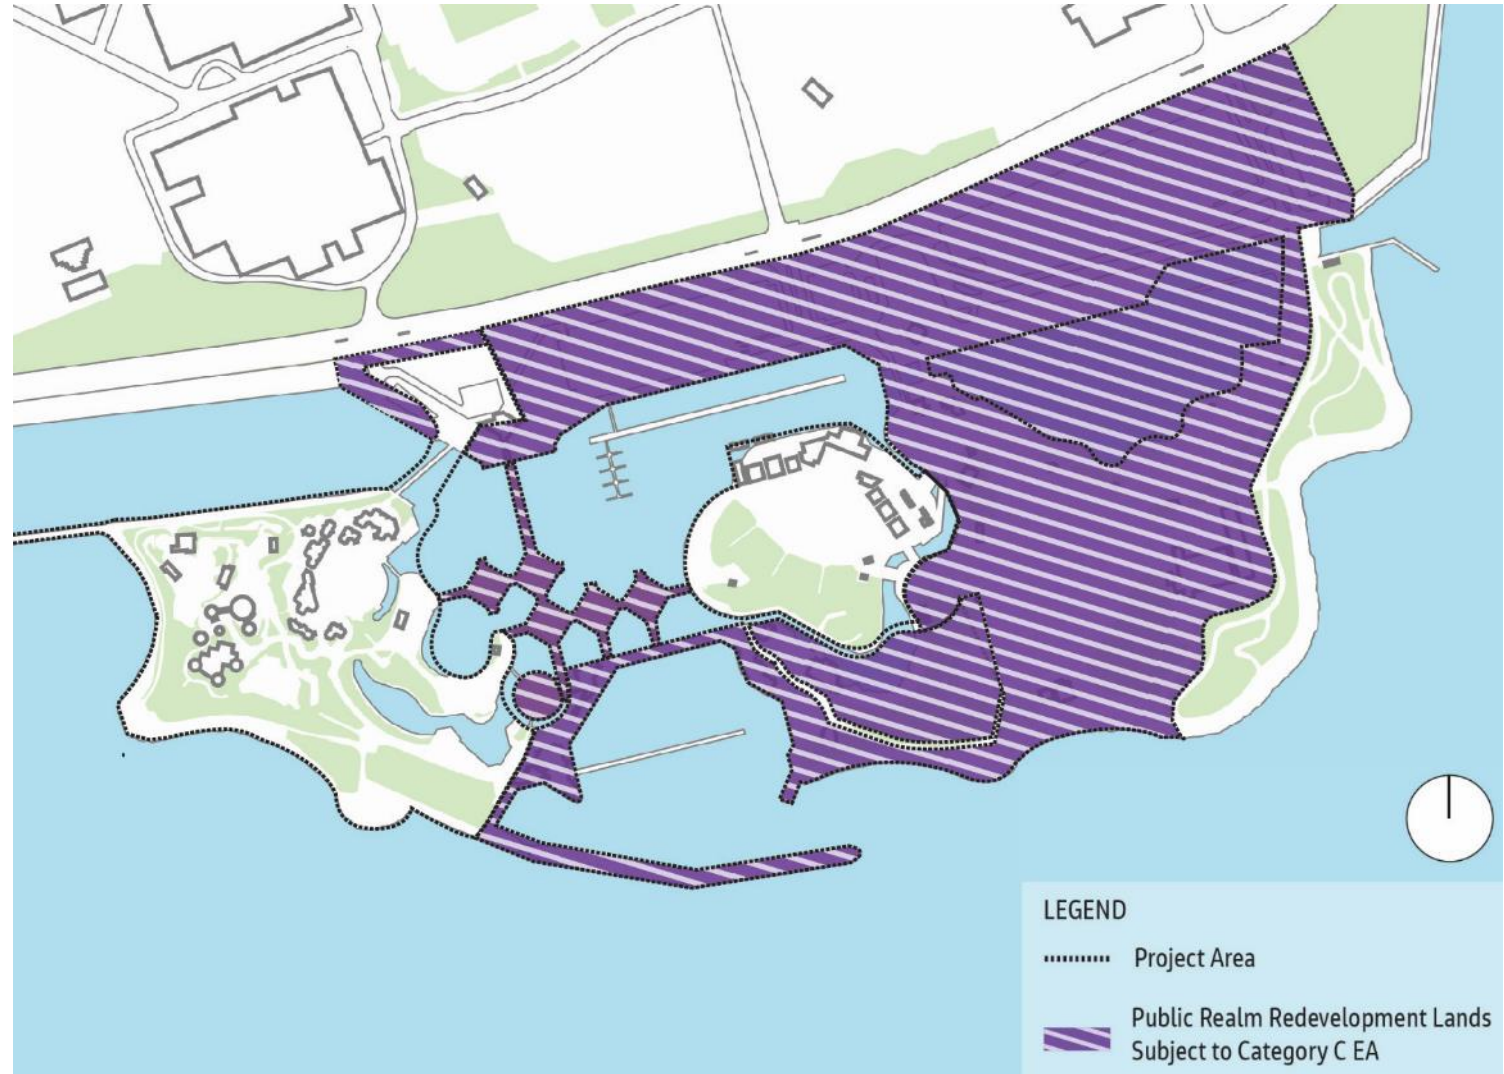 LEGEND
Project Area
Public Realm Redevelopment Lands
Subject to Category C EA